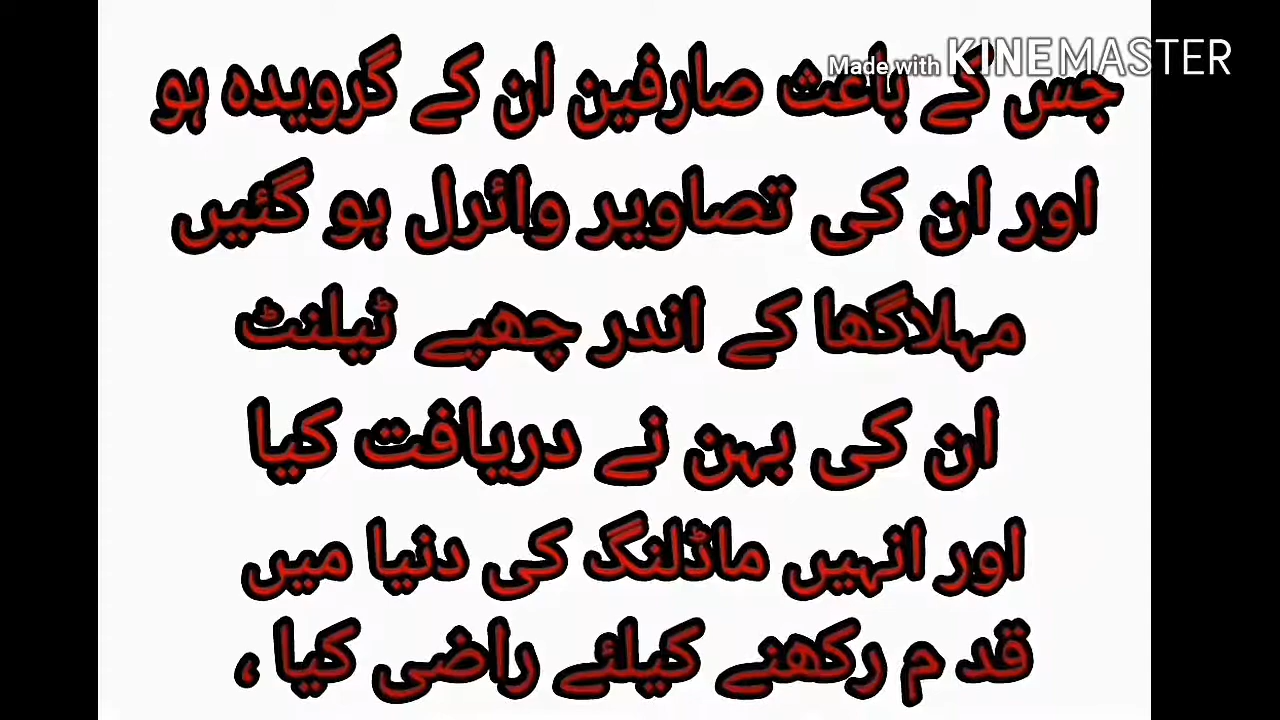 Made with KINEMASTER
جس کے باعث صارفین ان کے گرویدہ ہو
اور ان کی تصاویر وائرل ہو گئیں
مہلاگھا کے اندر چھپے ٹیلنٹ
ان کی بہن نے دریافت کیا
اور انہیں ماڈلنگ کی دنیا میں
قد م رکھنے کیلئے راضی کیا ،